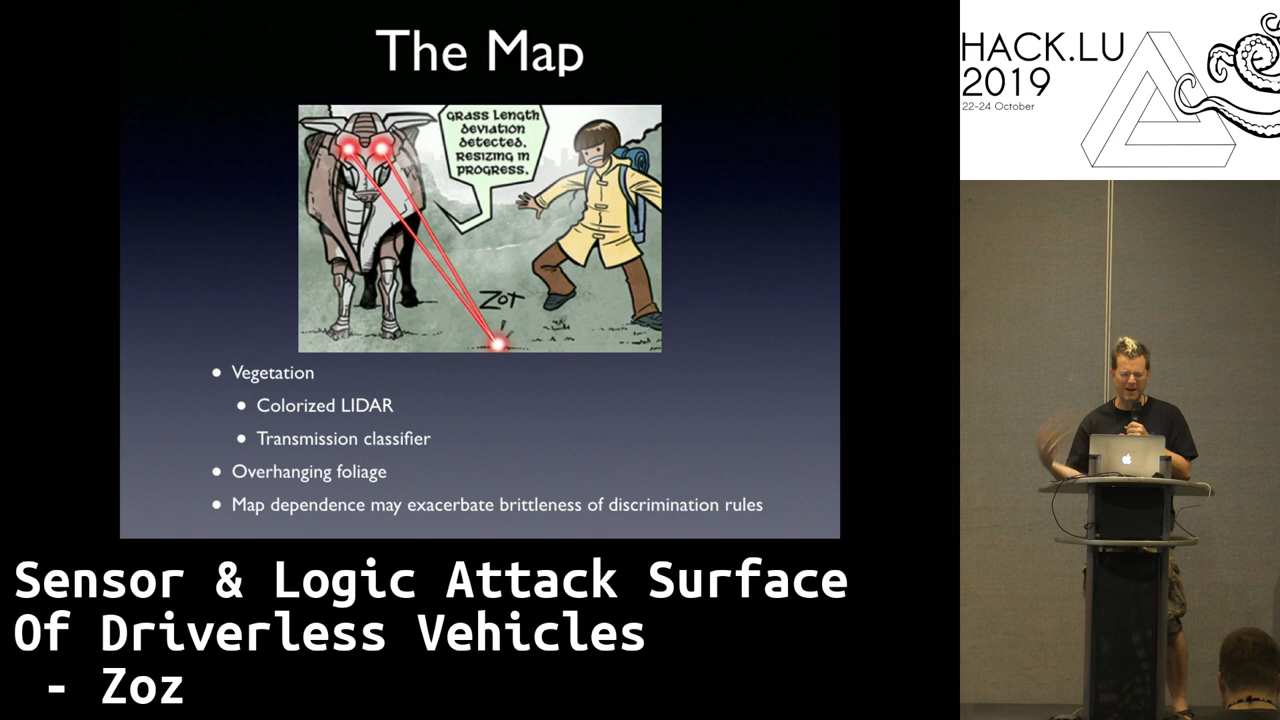 The Map
GRASS LENGTH
DEVIATION
DETECTED.
RESIZING IN
PROGRESS.
ZOT
• Vegetation
• Colorized LIDAR
• Transmission classifier
• Overhanging foliage
• Map dependence may exacerbate brittleness of discrimination rules
HACK.LU
2019
22-24 October
Sensor & Logic Attack Surface
Of Driverless Vehicles
- Zoz